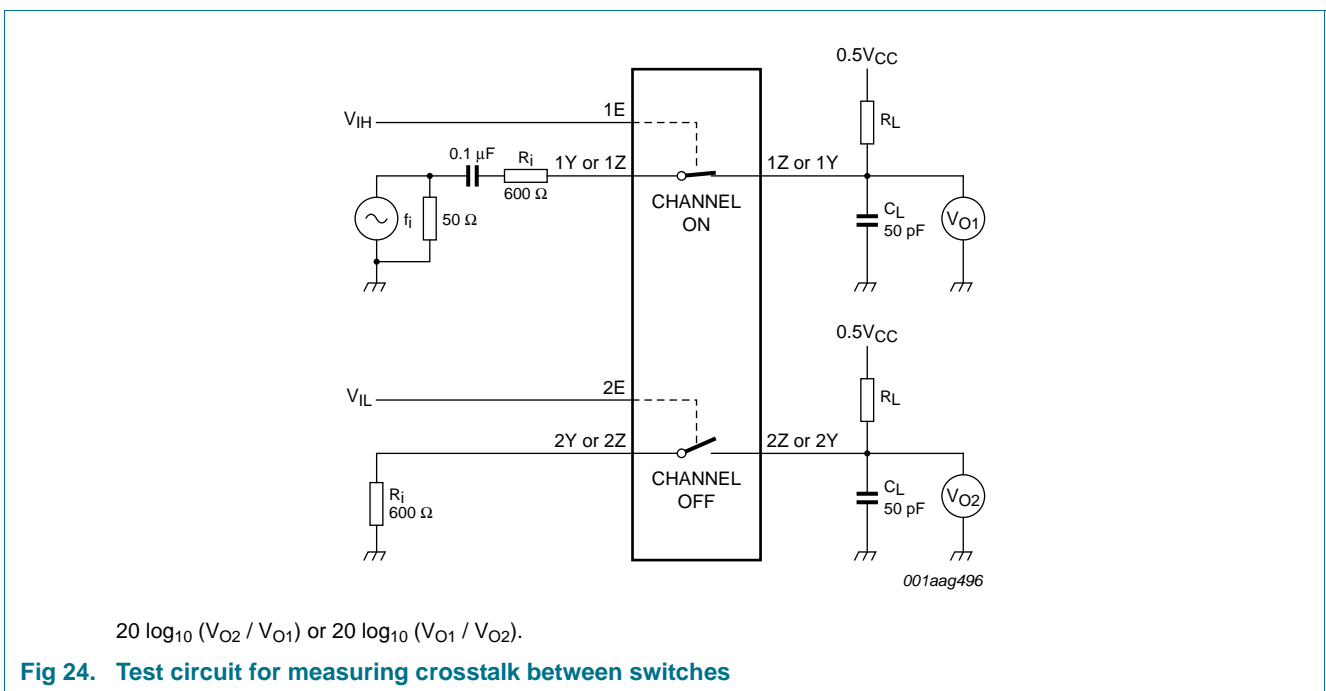 0.5V_CC
R_L
V_IH
1E
0.1 μF
R_i
600 Ω
1Y or 1Z
1Z or 1Y
f_i
50 Ω
CHANNEL
ON
C_L
50 pF
V_O1
0.5V_CC
R_L
V_IL
2E
2Y or 2Z
2Z or 2Y
R_i
600 Ω
CHANNEL
OFF
C_L
50 pF
V_O2
001aag496
20 log₁₀ (V_O2 / V_O1) or 20 log₁₀ (V_O1 / V_O2).
Fig 24. Test circuit for measuring crosstalk between switches